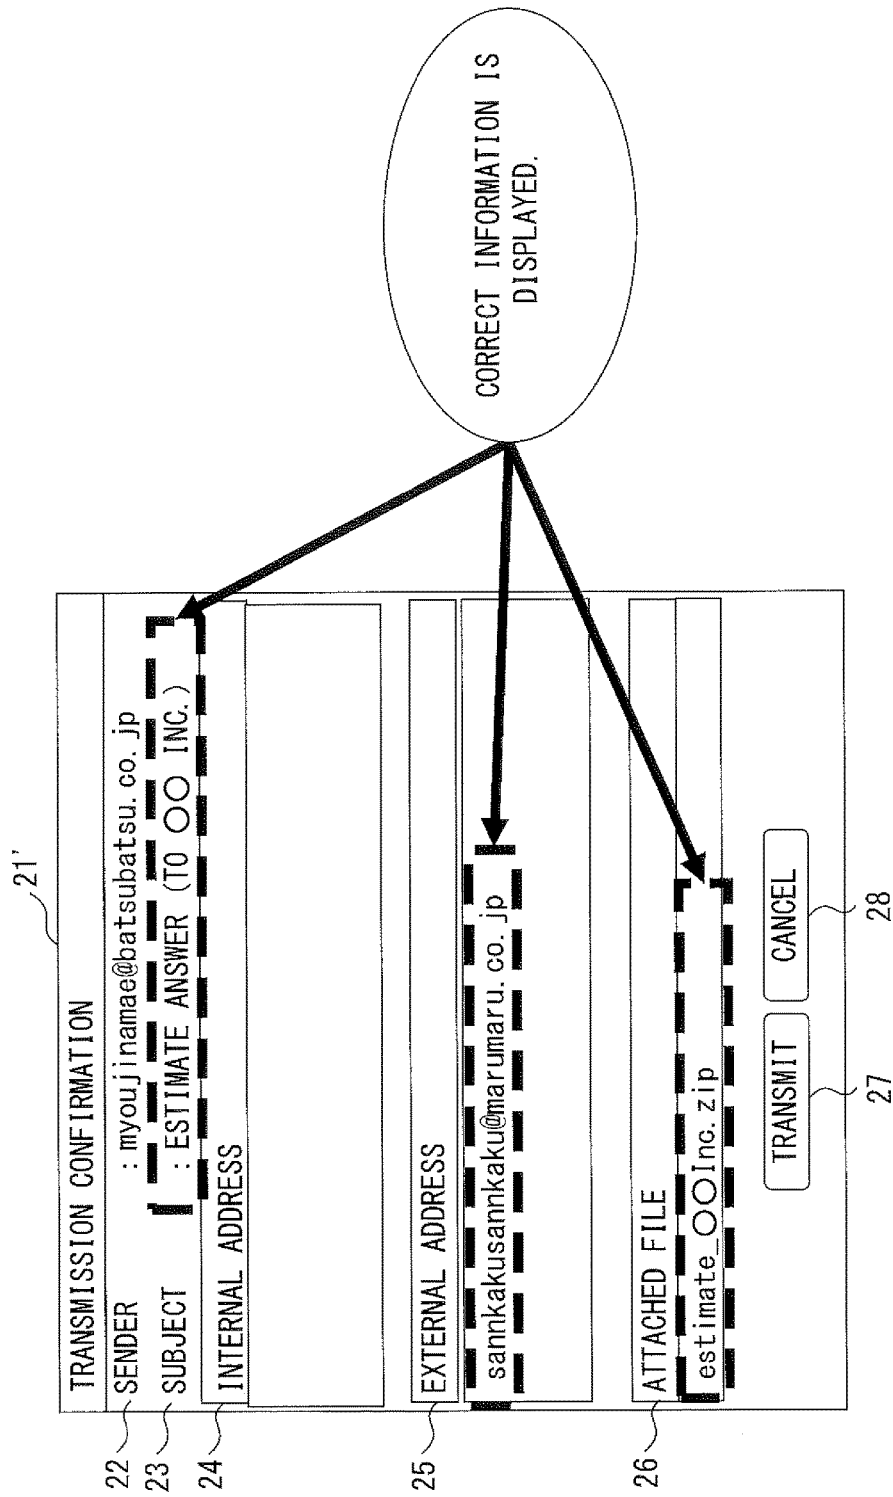 21'
TRANSMISSION CONFIRMATION
22 SENDER : myoujinamae@batsubatsu.co.jp
23 SUBJECT : ESTIMATE ANSWER (TO ○○ INC.)
24 INTERNAL ADDRESS
25 EXTERNAL ADDRESS
sannkakusannkaku@marumaru.co.jp
26 ATTACHED FILE
estimate_○○Inc.zip
TRANSMIT CANCEL
27 28
CORRECT INFORMATION IS
DISPLAYED.